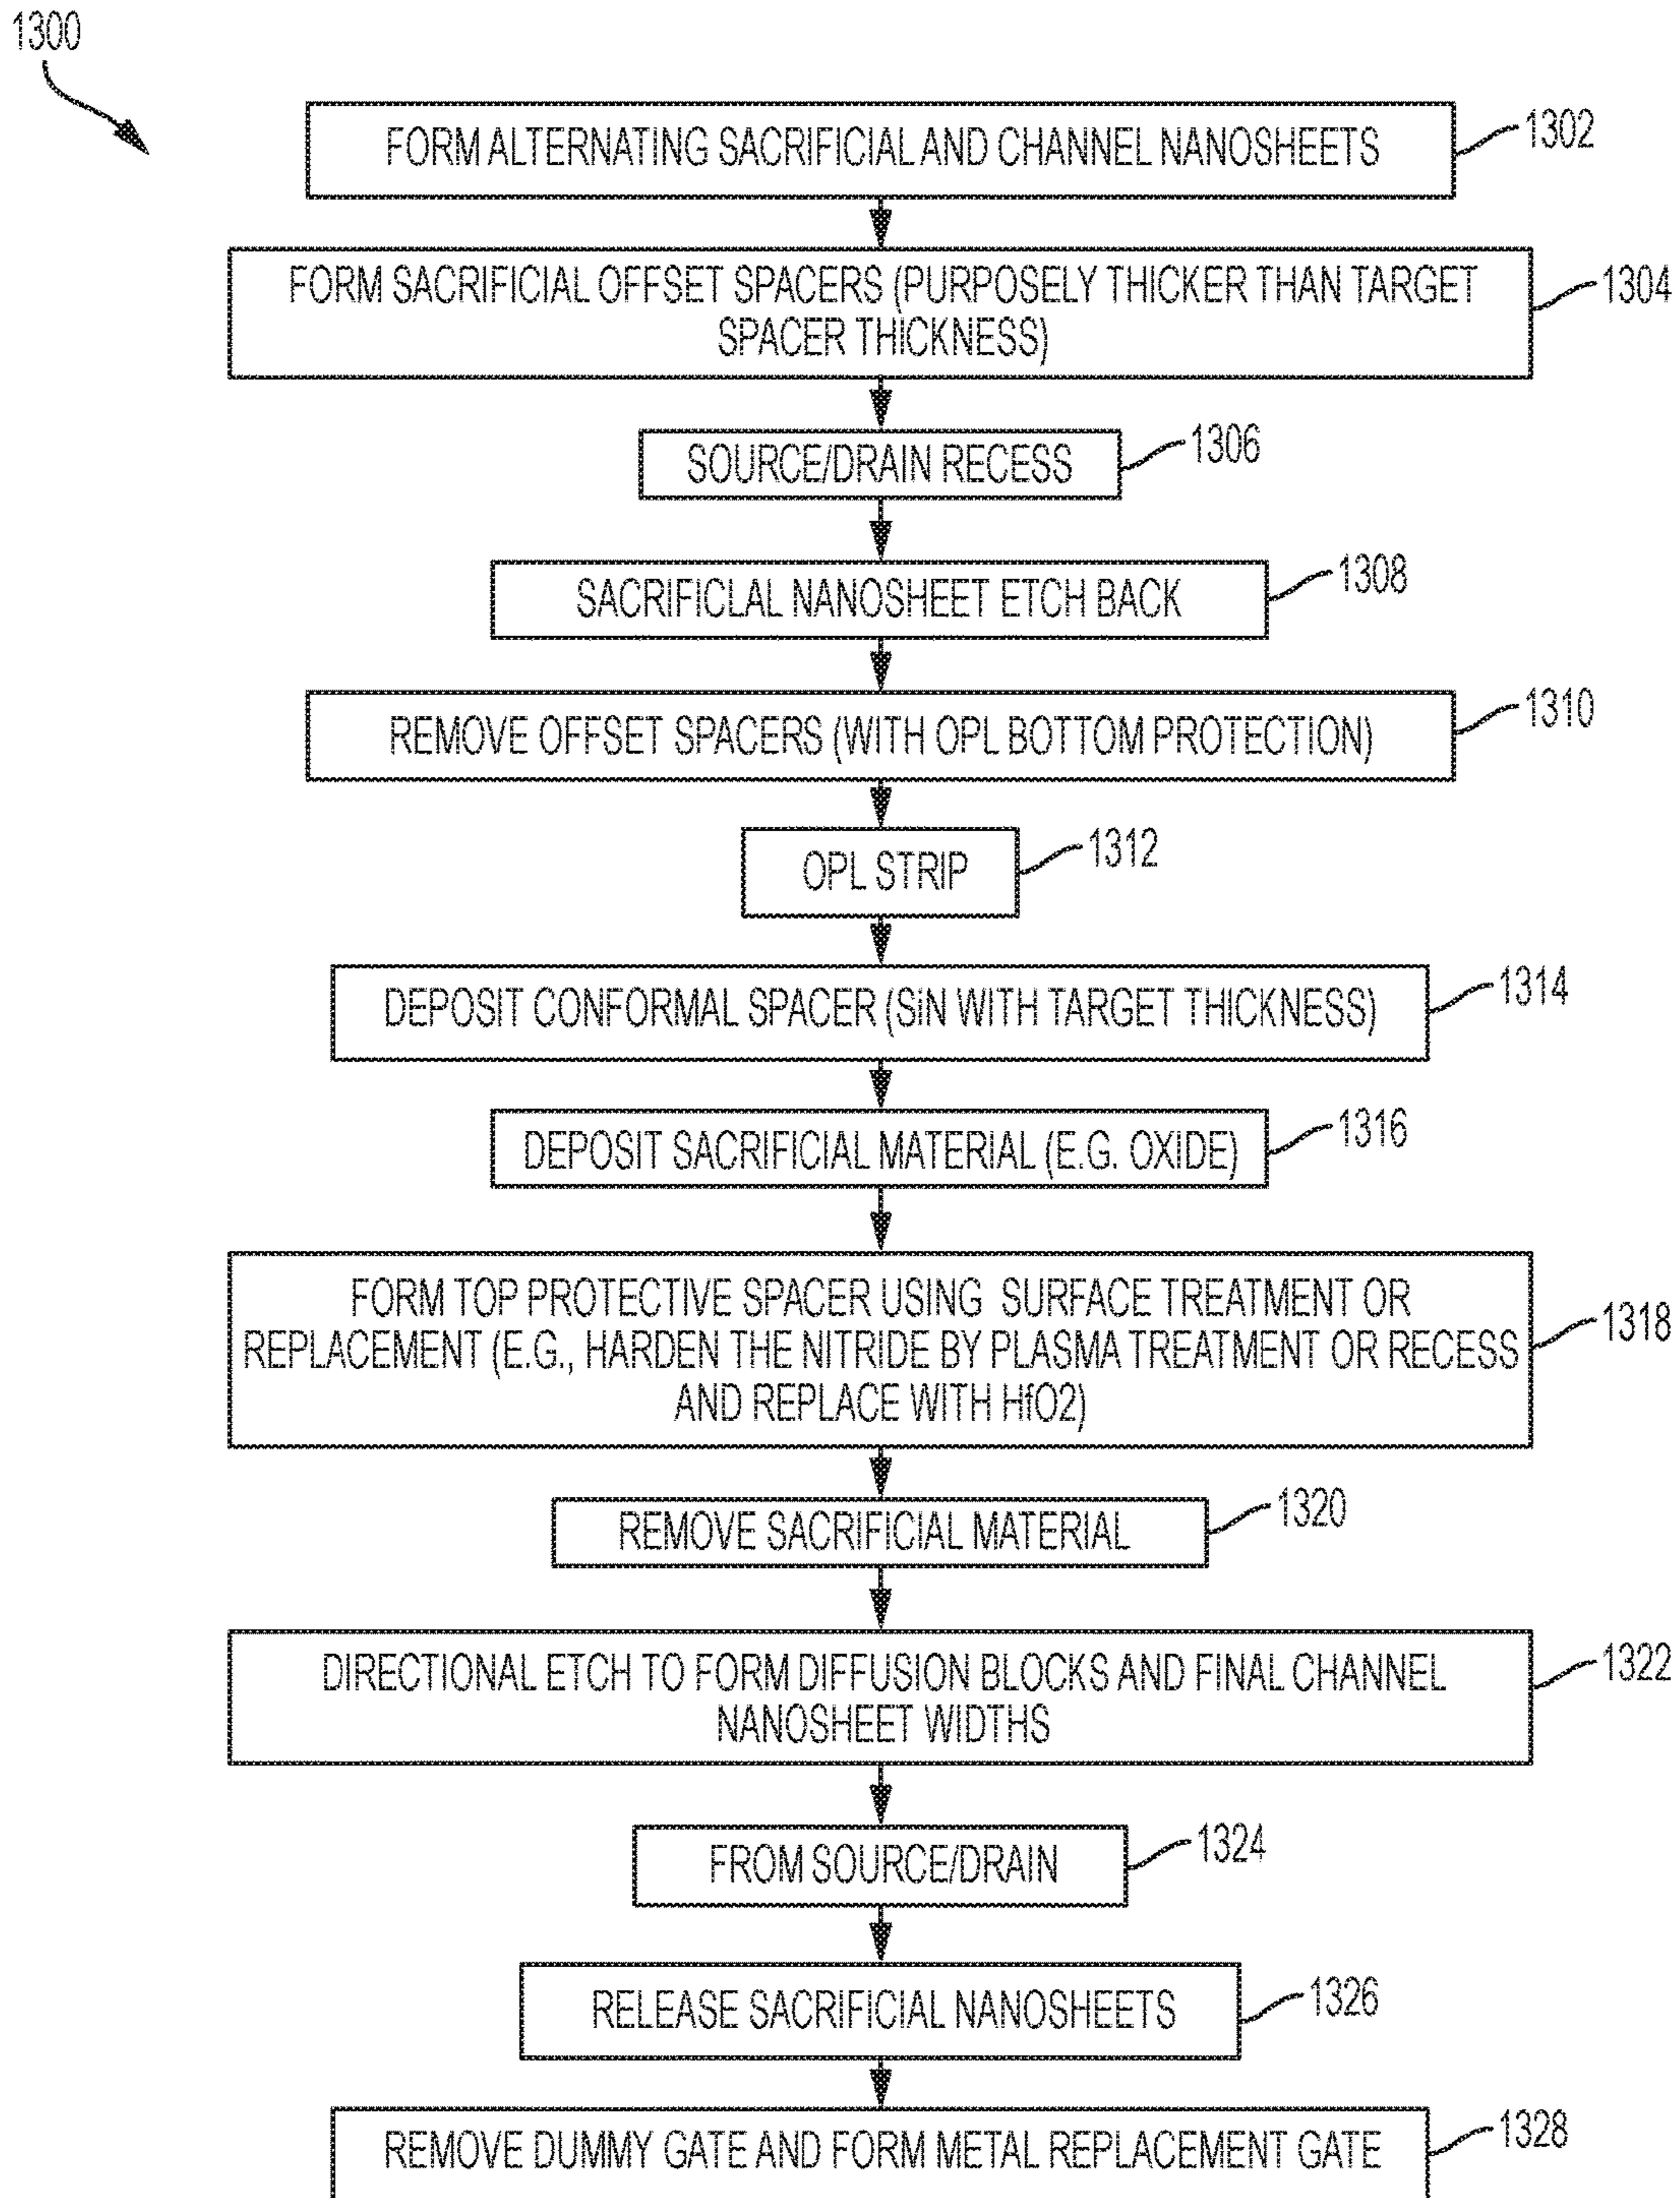 1300
FORM ALTERNATING SACRIFICIAL AND CHANNEL NANOSHEETS
1302
FORM SACRIFICIAL OFFSET SPACERS (PURPOSELY THICKER THAN TARGET
SPACER THICKNESS)
1304
SOURCE/DRAIN RECESS
1306
SACRIFICLAL NANOSHEET ETCH BACK
1308
REMOVE OFFSET SPACERS (WITH OPL BOTTOM PROTECTION)
1310
OPL STRIP
1312
DEPOSIT CONFORMAL SPACER (SiN WITH TARGET THICKNESS)
1314
DEPOSIT SACRIFICIAL MATERIAL (E.G. OXIDE)
1316
FORM TOP PROTECTIVE SPACER USING SURFACE TREATMENT OR
REPLACEMENT (E.G., HARDEN THE NITRIDE BY PLASMA TREATMENT OR RECESS
AND REPLACE WITH HfO2)
1318
REMOVE SACRIFICIAL MATERIAL
1320
DIRECTIONAL ETCH TO FORM DIFFUSION BLOCKS AND FINAL CHANNEL
NANOSHEET WIDTHS
1322
FROM SOURCE/DRAIN
1324
RELEASE SACRIFICIAL NANOSHEETS
1326
REMOVE DUMMY GATE AND FORM METAL REPLACEMENT GATE
1328